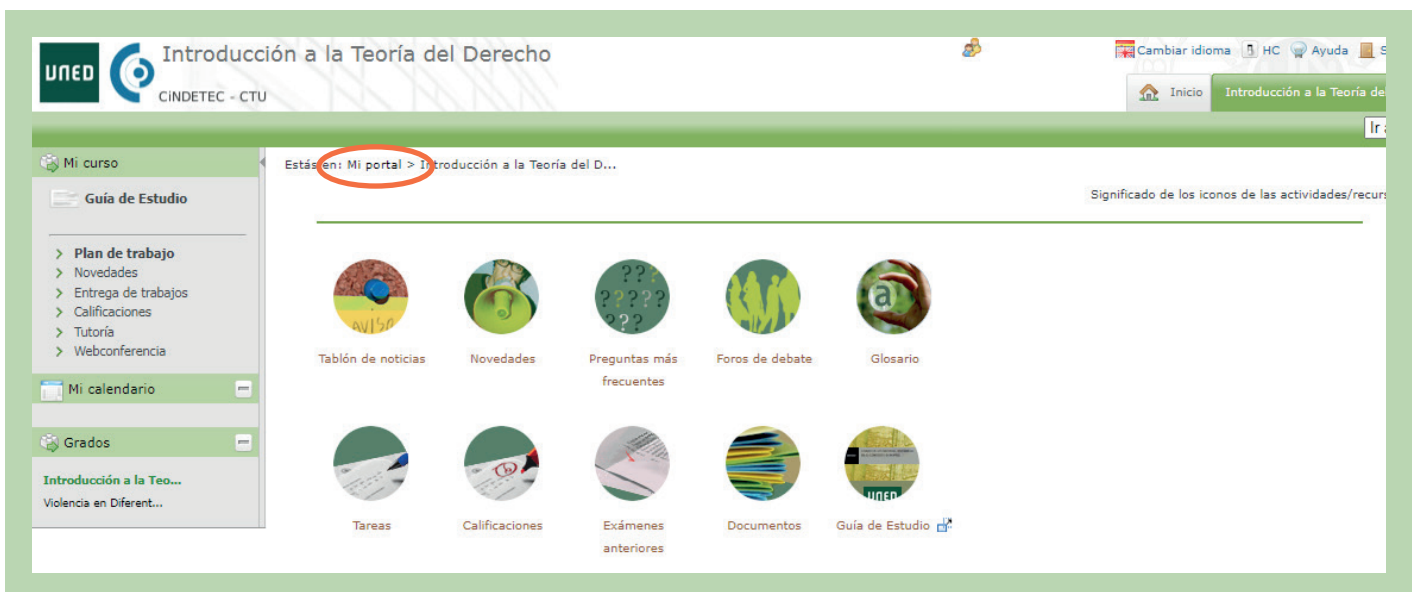 UNED
Introducción a la Teoría del Derecho
CiNDETEC - CTU
Cambiar idioma HC Ayuda S
Inicio Introducción a la Teoría de
Ir
Mi curso
Estás en: Mi portal > Introducción a la Teoría del D...
Guía de Estudio
Significado de los iconos de las actividades/recur
Plan de trabajo
Novedades
Entrega de trabajos
Calificaciones
Tutoría
Webconferencia
Mi calendario
Grados
Introducción a la Teo...
Violencia en Diferent...
AVISO
???
????
???
a
Tablón de noticias Novedades Preguntas más frecuentes Foros de debate Glosario
UNED
Tareas Calificaciones Exámenes anteriores Documentos Guía de Estudio